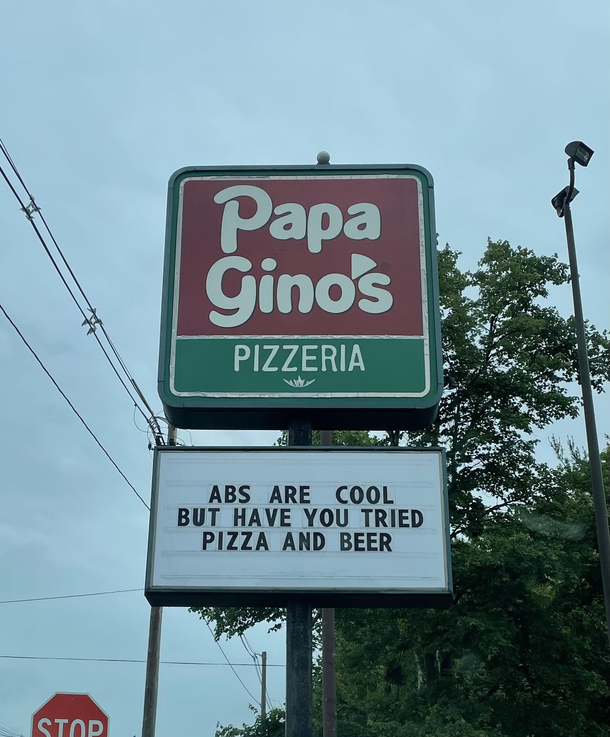 Papa
Gino's
PIZZERIA
ABS ARE COOL
BUT HAVE YOU TRIED
PIZZA AND BEER
STOP